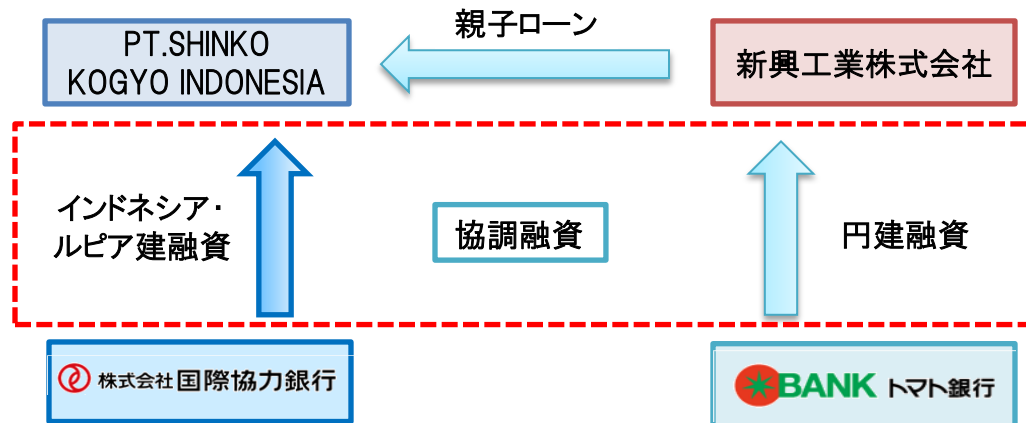 親子ローン
PT.SHINKO
KOGYO INDONESIA
新興工業株式会社
インドネシア・
ルピア建融資
協調融資
円建融資
株式会社国際協力銀行
BANK トマト銀行